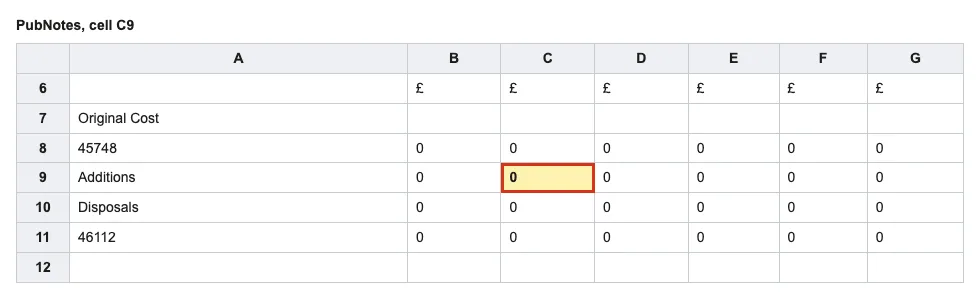 PubNotes, cell C9
A B C D E F G
6 £ £ £ £ £ £
7 Original Cost
8 45748 0 0 0 0 0 0
9 Additions 0 0 0 0 0 0
10 Disposals 0 0 0 0 0 0
11 46112 0 0 0 0 0 0
12